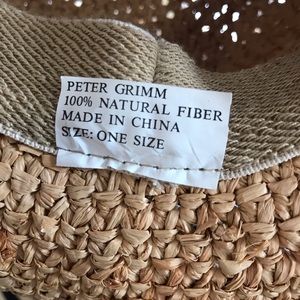 PETER GRIMM
100% NATURAL FIBER
MADE IN CHINA
SIZE: ONE SIZE